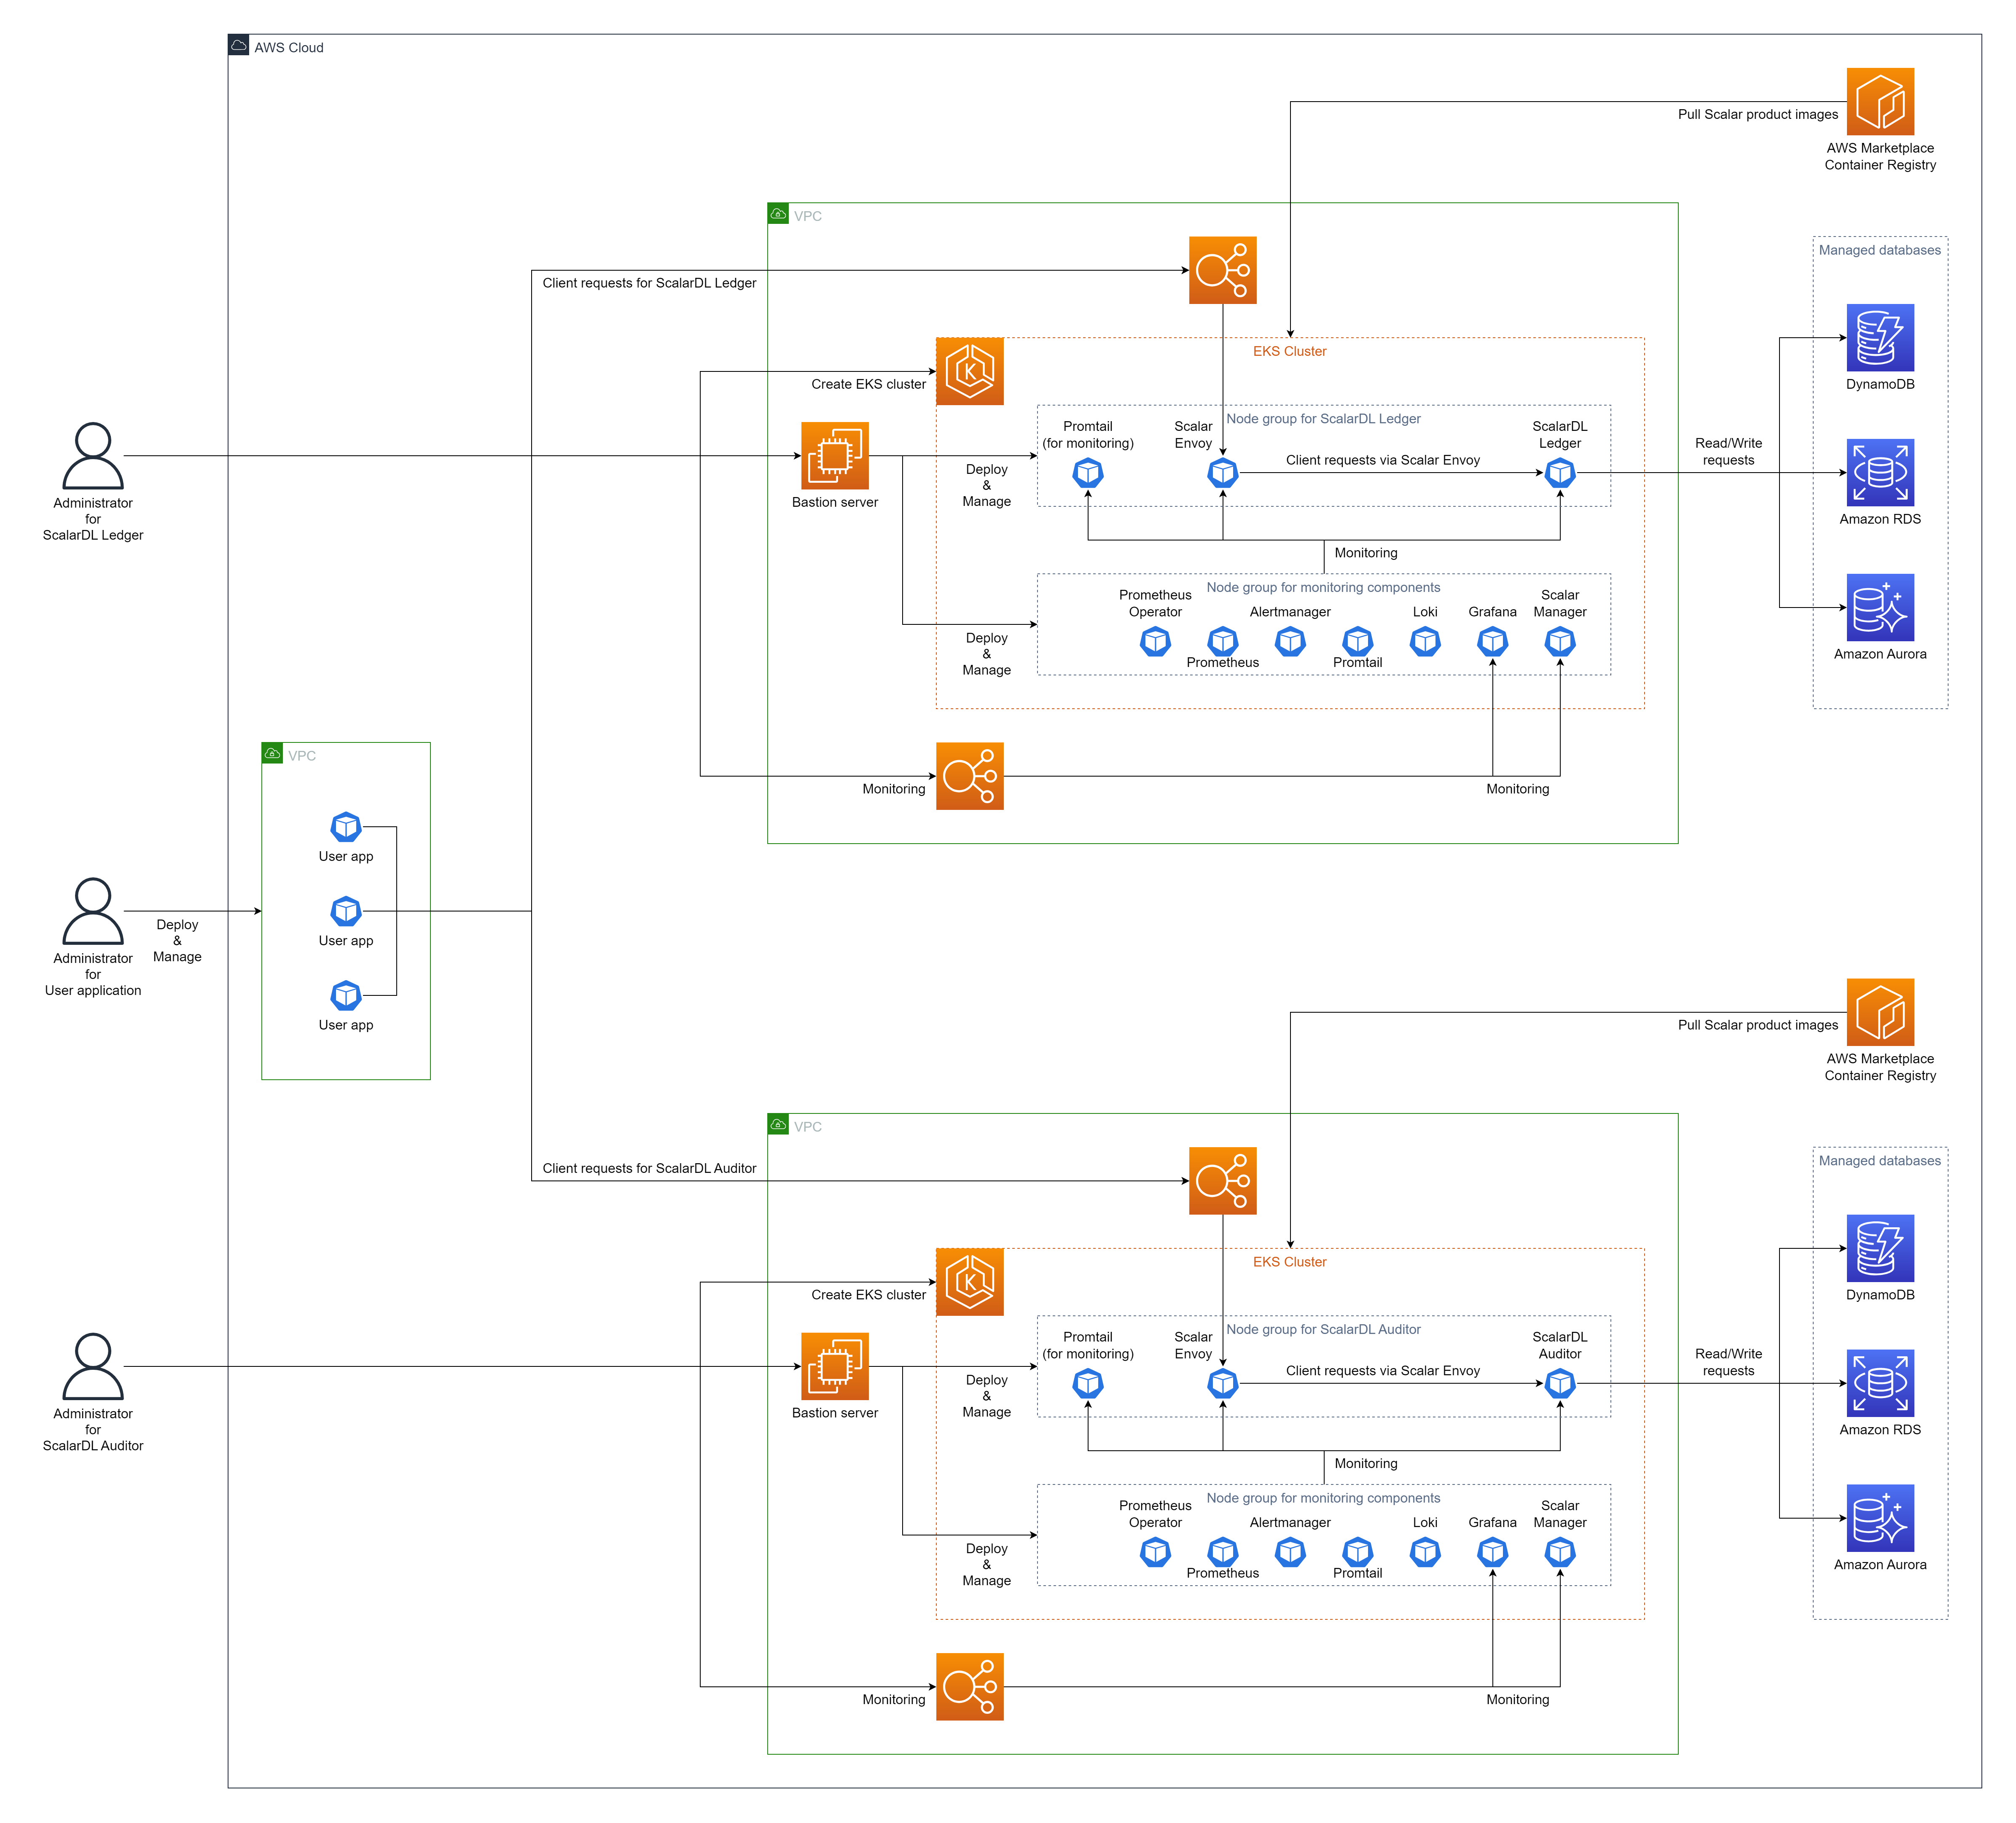 AWS Cloud
Pull Scalar product images
AWS Marketplace
Container Registry
VPC
Managed databases
Client requests for ScalarDL Ledger
EKS Cluster
Create EKS cluster
DynamoDB
Node group for ScalarDL Ledger
Promtail
(for monitoring)
Scalar
Envoy
ScalarDL
Ledger
Client requests via Scalar Envoy
Read/Write
requests
Deploy
&
Manage
Bastion server
Administrator
for
ScalarDL Ledger
Amazon RDS
Monitoring
Node group for monitoring components
Prometheus
Operator
Alertmanager
Loki
Grafana
Scalar
Manager
Prometheus
Promtail
Deploy
&
Manage
Amazon Aurora
Monitoring
Monitoring
VPC
User app
User app
User app
Deploy
&
Manage
Administrator
for
User application
Pull Scalar product images
AWS Marketplace
Container Registry
VPC
Managed databases
Client requests for ScalarDL Auditor
EKS Cluster
Create EKS cluster
DynamoDB
Node group for ScalarDL Auditor
Promtail
(for monitoring)
Scalar
Envoy
ScalarDL
Auditor
Client requests via Scalar Envoy
Read/Write
requests
Deploy
&
Manage
Bastion server
Administrator
for
ScalarDL Auditor
Amazon RDS
Monitoring
Node group for monitoring components
Prometheus
Operator
Alertmanager
Loki
Grafana
Scalar
Manager
Prometheus
Promtail
Deploy
&
Manage
Amazon Aurora
Monitoring
Monitoring